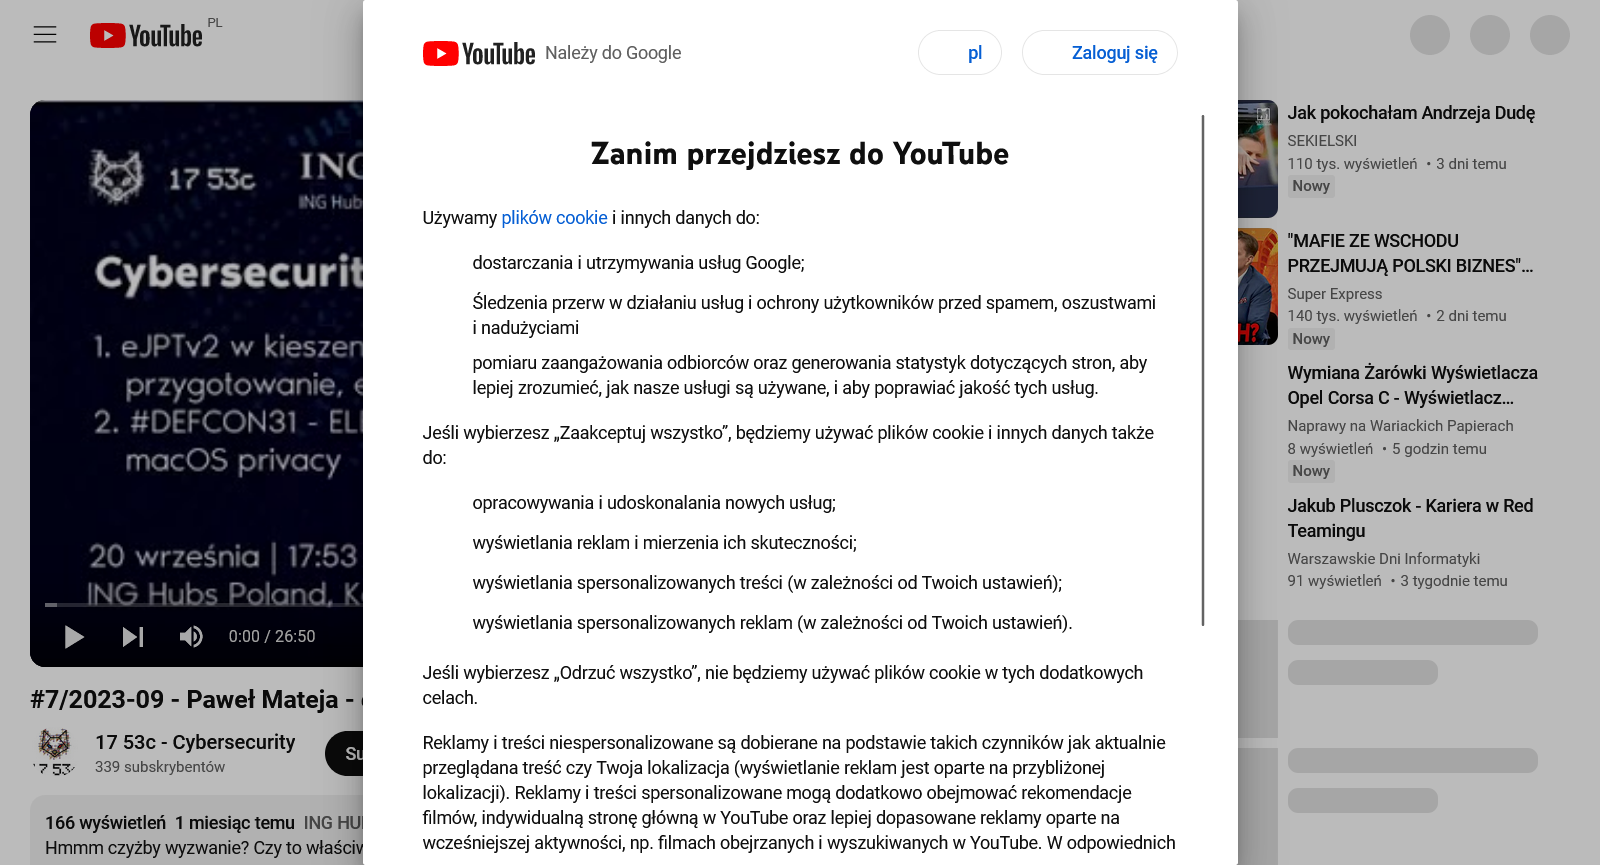 YouTube PL
YouTube Należy do Google
pl
Zaloguj się
Zanim przejdziesz do YouTube
Używamy plików cookie i innych danych do:
dostarczania i utrzymywania usług Google;
Śledzenia przerw w działaniu usług i ochrony użytkowników przed spamem, oszustwami
i nadużyciami
pomiaru zaangażowania odbiorców oraz generowania statystyk dotyczących stron, aby
lepiej zrozumieć, jak nasze usługi są używane, i aby poprawiać jakość tych usług.
Jeśli wybierzesz „Zaakceptuj wszystko”, będziemy używać plików cookie i innych danych także
do:
opracowywania i udoskonalania nowych usług;
wyświetlania reklam i mierzenia ich skuteczności;
wyświetlania spersonalizowanych treści (w zależności od Twoich ustawień);
wyświetlania spersonalizowanych reklam (w zależności od Twoich ustawień).
Jeśli wybierzesz „Odrzuć wszystko”, nie będziemy używać plików cookie w tych dodatkowych
celach.
Reklamy i treści niespersonalizowane są dobierane na podstawie takich czynników jak aktualnie
przeglądana treść czy Twoja lokalizacja (wyświetlanie reklam jest oparte na przybliżonej
lokalizacji). Reklamy i treści spersonalizowane mogą dodatkowo obejmować rekomendacje
filmów, indywidualną stronę główną w YouTube oraz lepiej dopasowane reklamy oparte na
wcześniejszej aktywności, np. filmach obejrzanych i wyszukiwanych w YouTube. W odpowiednich
17 53c
ING
ING Hub
Cybersecurit
1. eJPTv2 w kieszen
przygotowanie, e
2. #DEFCON31 - EL
macOS privacy
20 września | 17:53
ING Hubs Poland, K
0:00 / 26:50
#7/2023-09 - Paweł Mateja -
17 53c - Cybersecurity
339 subskrybentów
Su
17 53c
166 wyświetleń 1 miesiąc temu ING HU
Hmmm czyżby wyzwanie? Czy to właściw
Jak pokochałam Andrzeja Dudę
SEKIELSKI
110 tys. wyświetleń • 3 dni temu
Nowy
H?
"MAFIE ZE WSCHODU
PRZEJMUJĄ POLSKI BIZNES"...
Super Express
140 tys. wyświetleń • 2 dni temu
Nowy
Wymiana Żarówki Wyświetlacza
Opel Corsa C - Wyświetlacz...
Naprawy na Wariackich Papierach
8 wyświetleń • 5 godzin temu
Nowy
Jakub Plusczok - Kariera w Red
Teamingu
Warszawskie Dni Informatyki
91 wyświetleń • 3 tygodnie temu